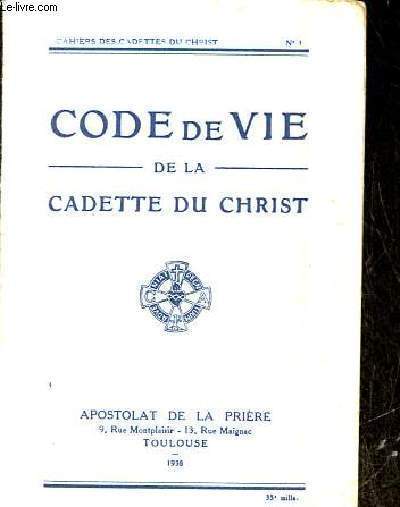 Le-livre.com
CAHIERS DES CADETTES DU CHRIST N° 1
CODE DE VIE
DE LA
CADETTE DU CHRIST
APOSTOLAT DE LA PRIÈRE
9, Rue Montplaisir - 13, Rue Maignac
TOULOUSE
1938
35e mille.